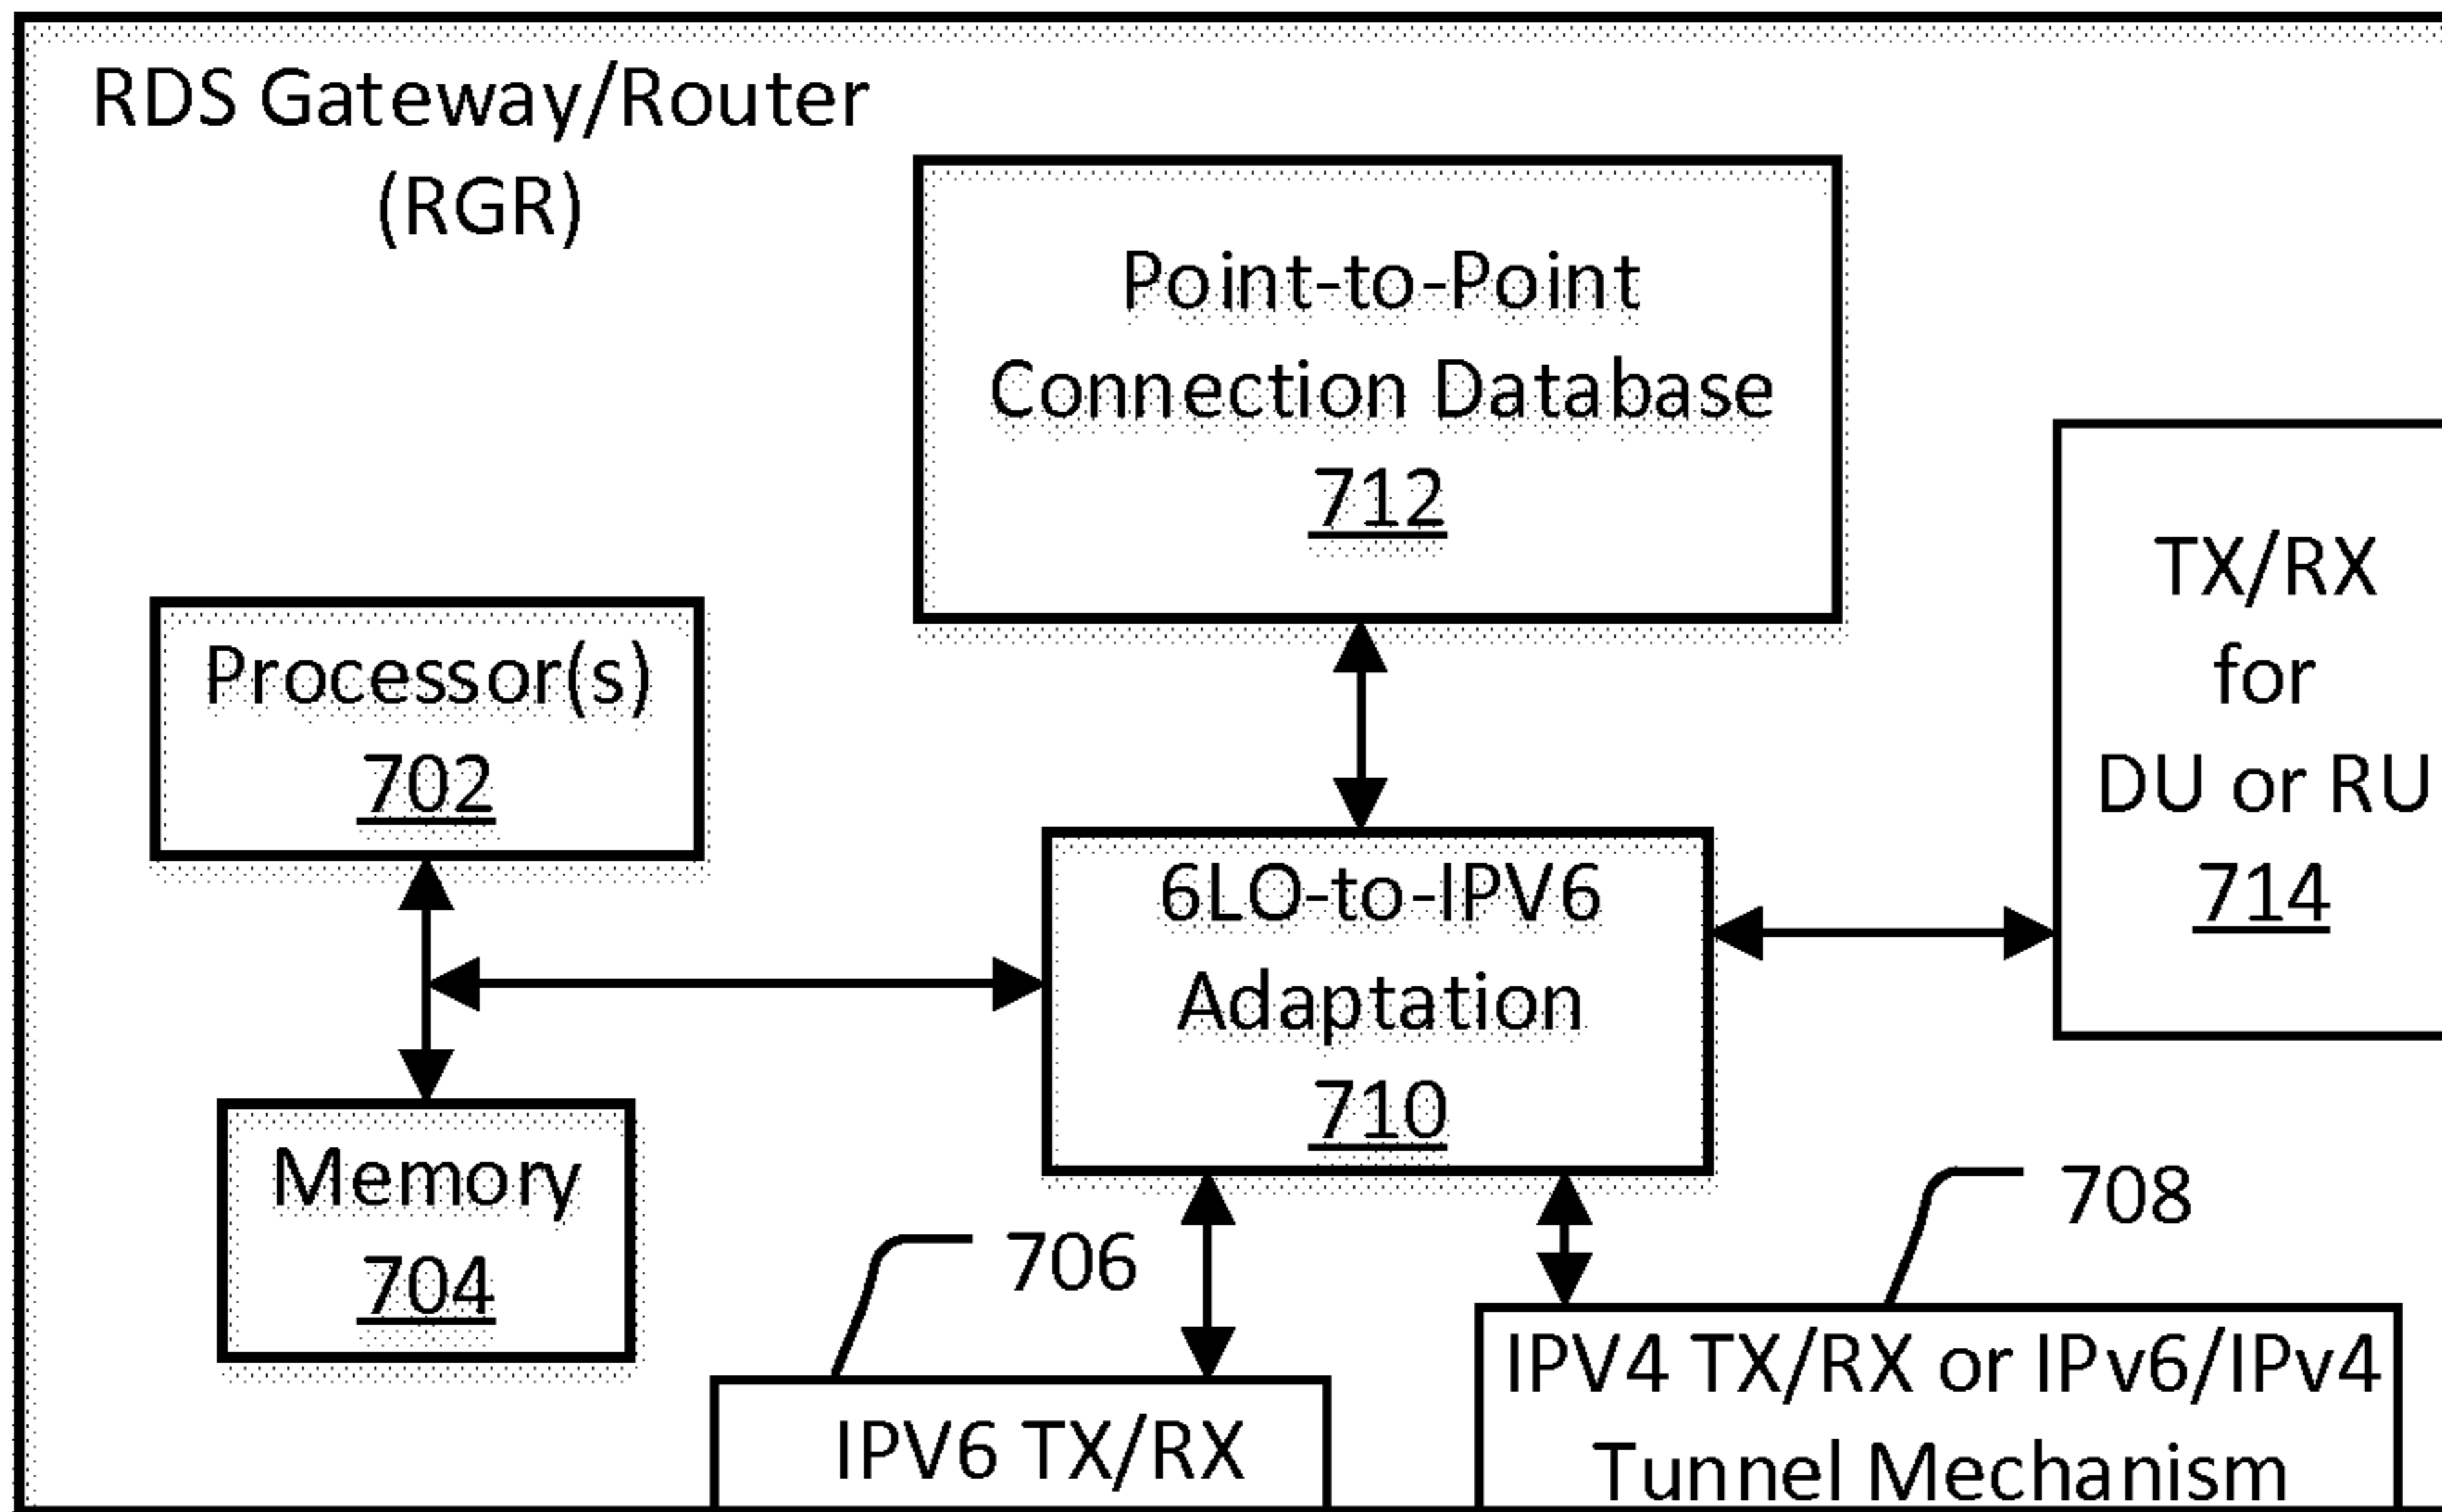 RDS Gateway/Router
(RGR)
Point-to-Point
Connection Database
712
Processor(s)
702
TX/RX
for
DU or RU
714
6LO-to-IPV6
Adaptation
710
Memory
704
706
708
IPV6 TX/RX
IPV4 TX/RX or IPv6/IPv4
Tunnel Mechanism